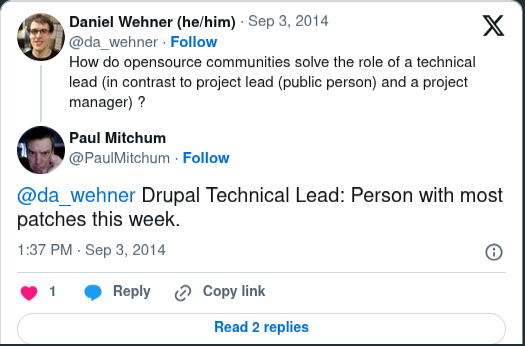 Daniel Wehner (he/him) · Sep 3, 2014
@da_wehner · Follow
How do opensource communities solve the role of a technical
lead (in contrast to project lead (public person) and a project
manager) ?
Paul Mitchum
@PaulMitchum · Follow
@da_wehner Drupal Technical Lead: Person with most
patches this week.
1:37 PM · Sep 3, 2014
1 Reply Copy link
Read 2 replies